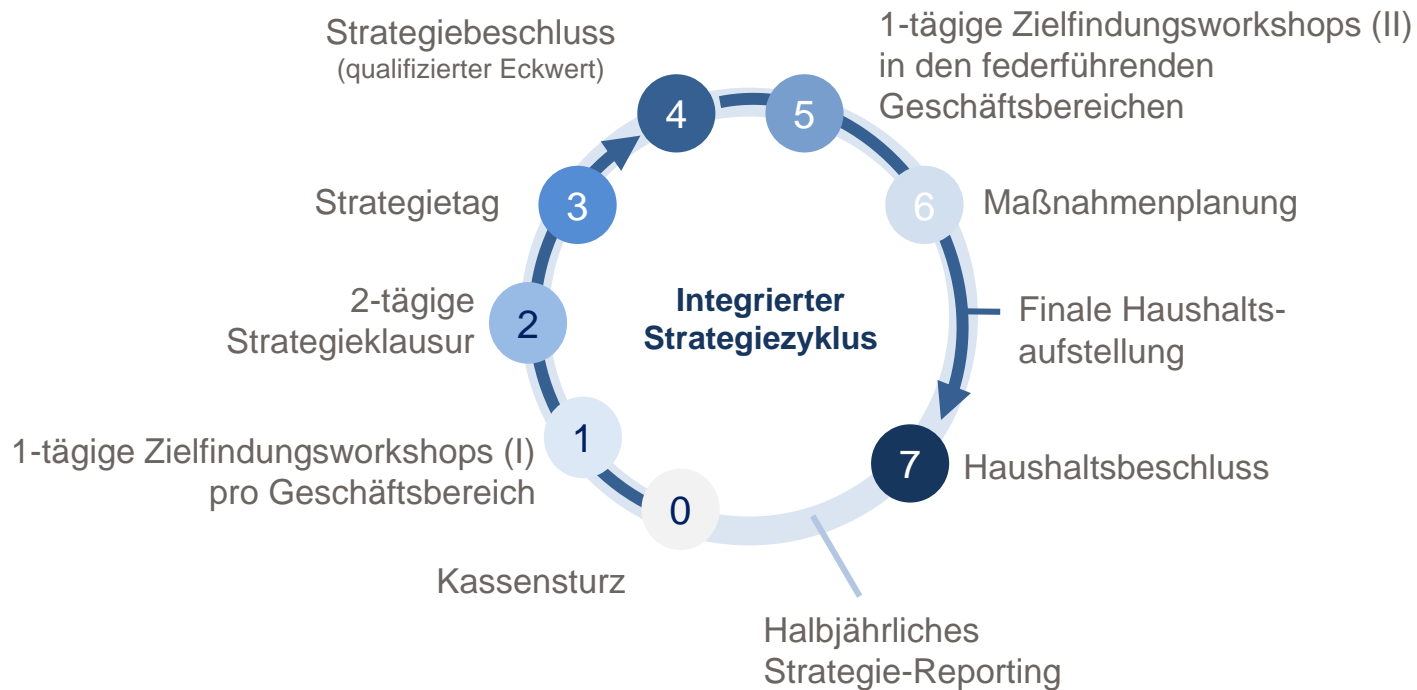 Strategiebeschluss
(qualifizierter Eckwert)
1-tägige Zielfindungsworkshops (II)
in den federführenden
Geschäftsbereichen
4
5
Strategietag
3
6
Maßnahmenplanung
2-tägige
Strategieklausur
2
Integrierter
Strategiezyklus
Finale Haushalts-
aufstellung
1-tägige Zielfindungsworkshops (I)
pro Geschäftsbereich
1
7
Haushaltsbeschluss
0
Kassensturz
Halbjährliches
Strategie-Reporting